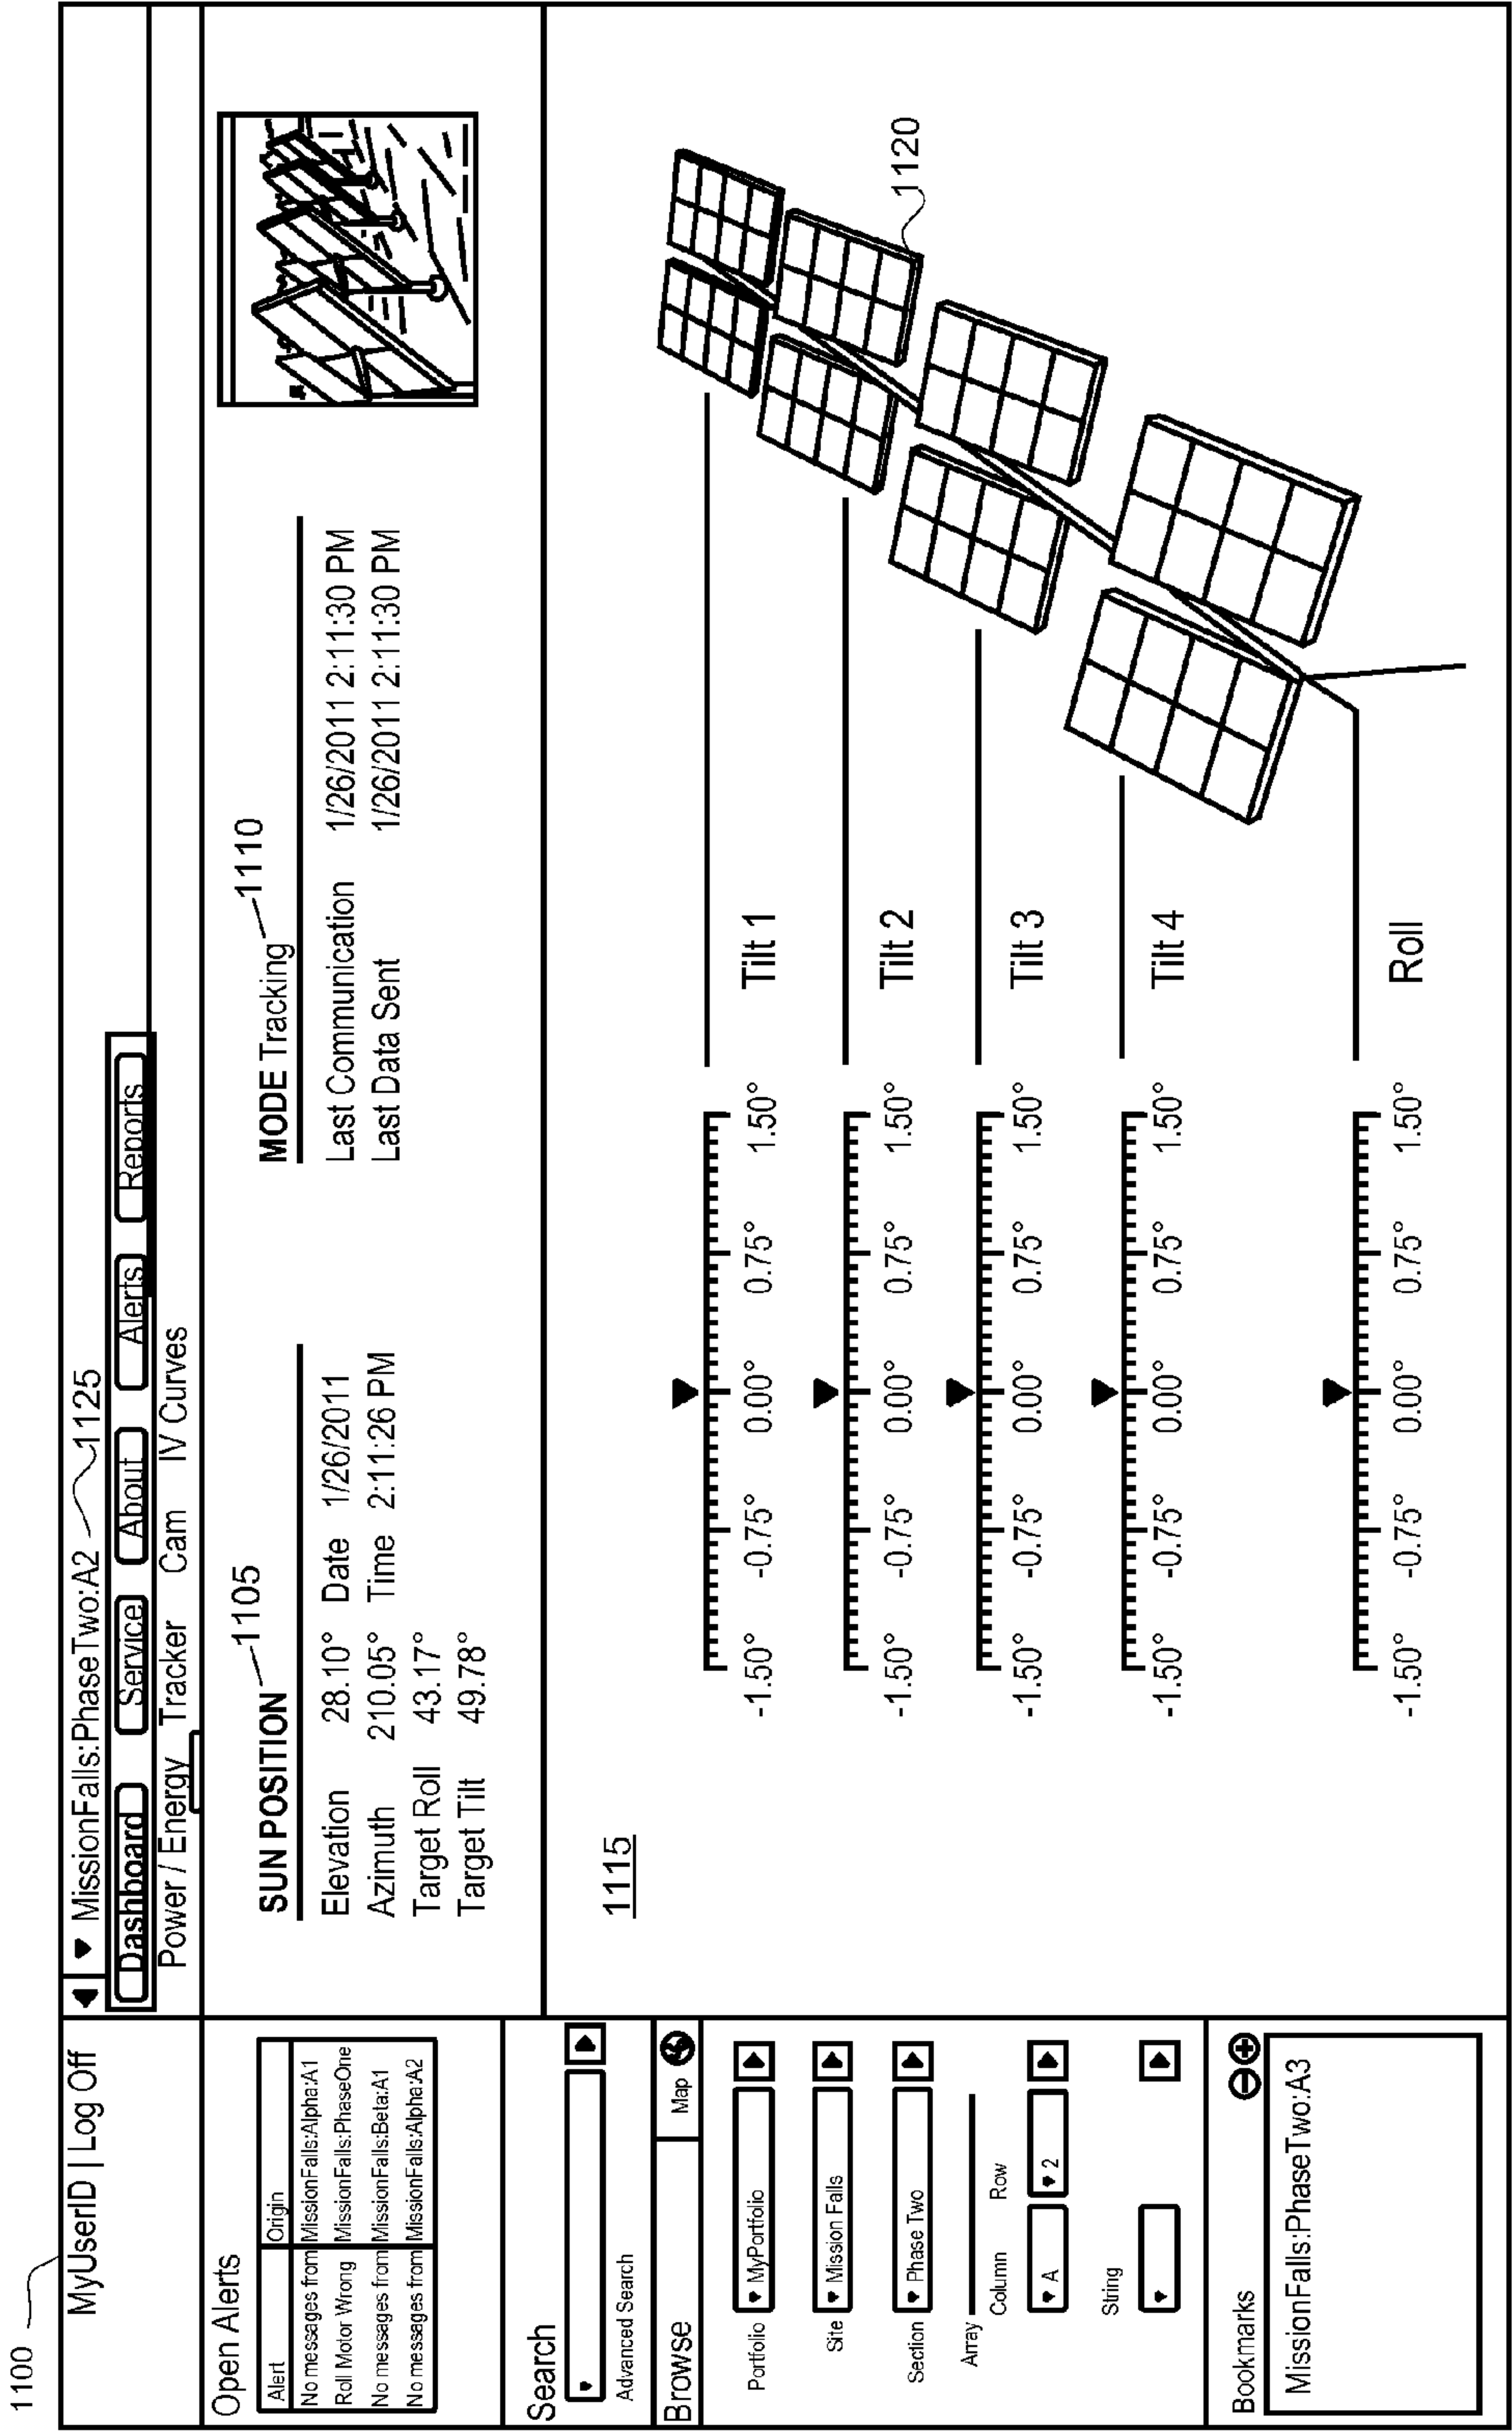 1100
MyUserID | Log Off
MissionFalls:PhaseTwo:A2 1125
Dashboard Service About Alerts Reports
Power / Energy Tracker Cam IV Curves
Open Alerts
Alert Origin
No messages from MissionFalls:Alpha:A1
Roll Motor Wrong MissionFalls:PhaseOne
No messages from MissionFalls:Beta:A1
No messages from MissionFalls:Alpha:A2
Search
Advanced Search
Browse Map
Portfolio MyPortfolio
Site Mission Falls
Section Phase Two
Array
Column Row
A 2
String
Bookmarks
MissionFalls:PhaseTwo:A3
SUN POSITION 1105
Elevation 28.10° Date 1/26/2011
Azimuth 210.05° Time 2:11:26 PM
Target Roll 43.17°
Target Tilt 49.78°
MODE Tracking 1110
Last Communication 1/26/2011 2:11:30 PM
Last Data Sent 1/26/2011 2:11:30 PM
1115
-1.50° -0.75° 0.00° 0.75° 1.50° Tilt 1
-1.50° -0.75° 0.00° 0.75° 1.50° Tilt 2
-1.50° -0.75° 0.00° 0.75° 1.50° Tilt 3
-1.50° -0.75° 0.00° 0.75° 1.50° Tilt 4
-1.50° -0.75° 0.00° 0.75° 1.50° Roll
1120